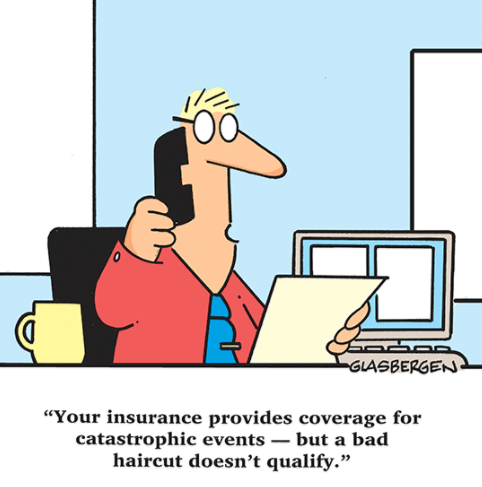 GLASBERGEN
“Your insurance provides coverage for
catastrophic events — but a bad
haircut doesn’t qualify.”